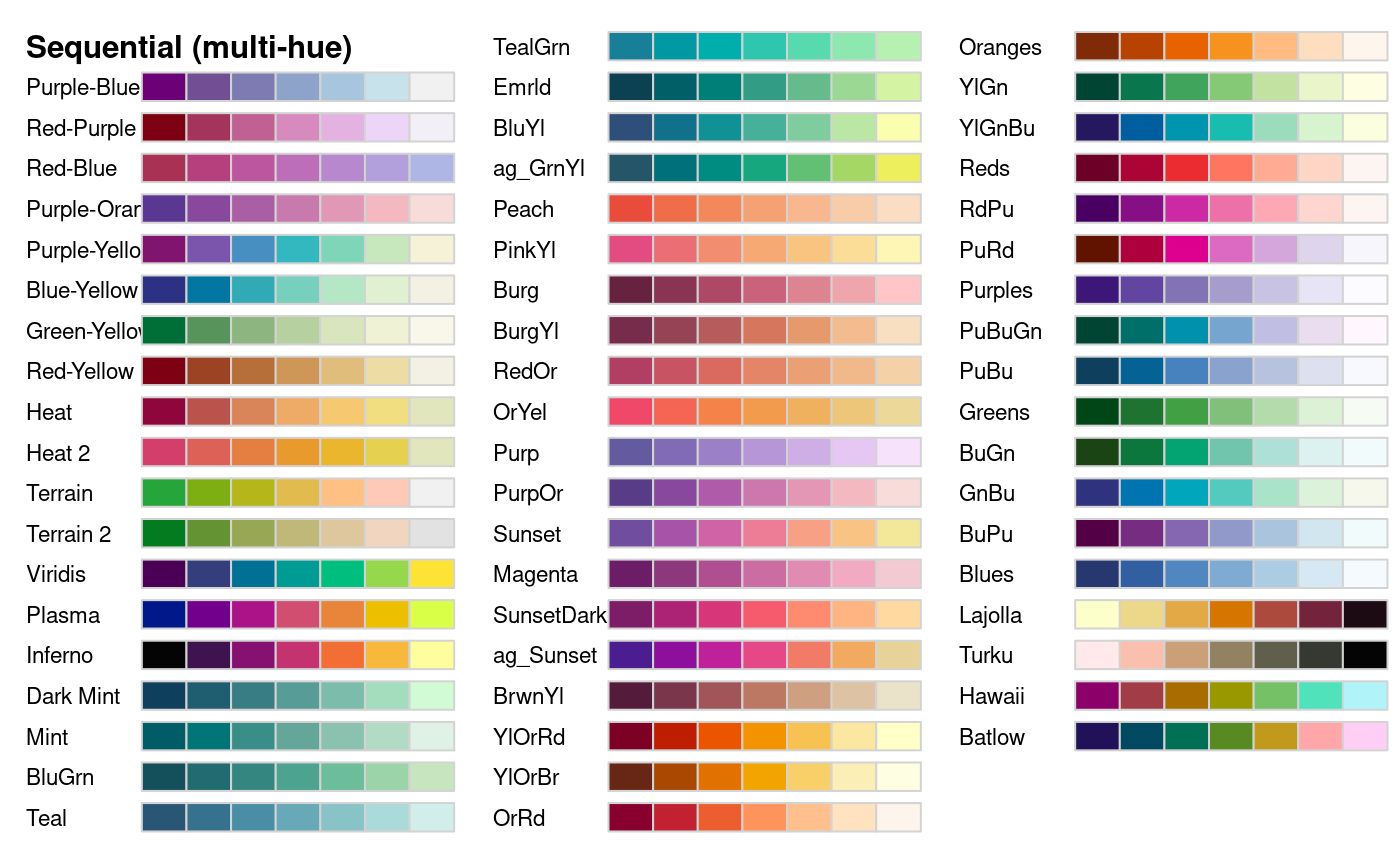 Sequential (multi-hue)
Purple-Blue
Red-Purple
Red-Blue
Purple-Oran
Purple-Yello
Blue-Yellow
Green-Yellow
Red-Yellow
Heat
Heat 2
Terrain
Terrain 2
Viridis
Plasma
Inferno
Dark Mint
Mint
BluGrn
Teal
TealGrn
Emrld
BluYl
ag_GrnYl
Peach
PinkYl
Burg
BurgYl
RedOr
OrYel
Purp
PurpOr
Sunset
Magenta
SunsetDark
ag_Sunset
BrwnYl
YlOrRd
YlOrBr
OrRd
Oranges
YlGn
YlGnBu
Reds
RdPu
PuRd
Purples
PuBuGn
PuBu
Greens
BuGn
GnBu
BuPu
Blues
Lajolla
Turku
Hawaii
Batlow